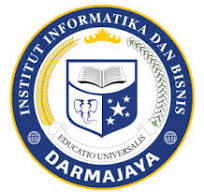 INSTITUT INFORMATIKA DAN BISNIS
EDUCATIO UNIVERSALIS
DARMAJAYA